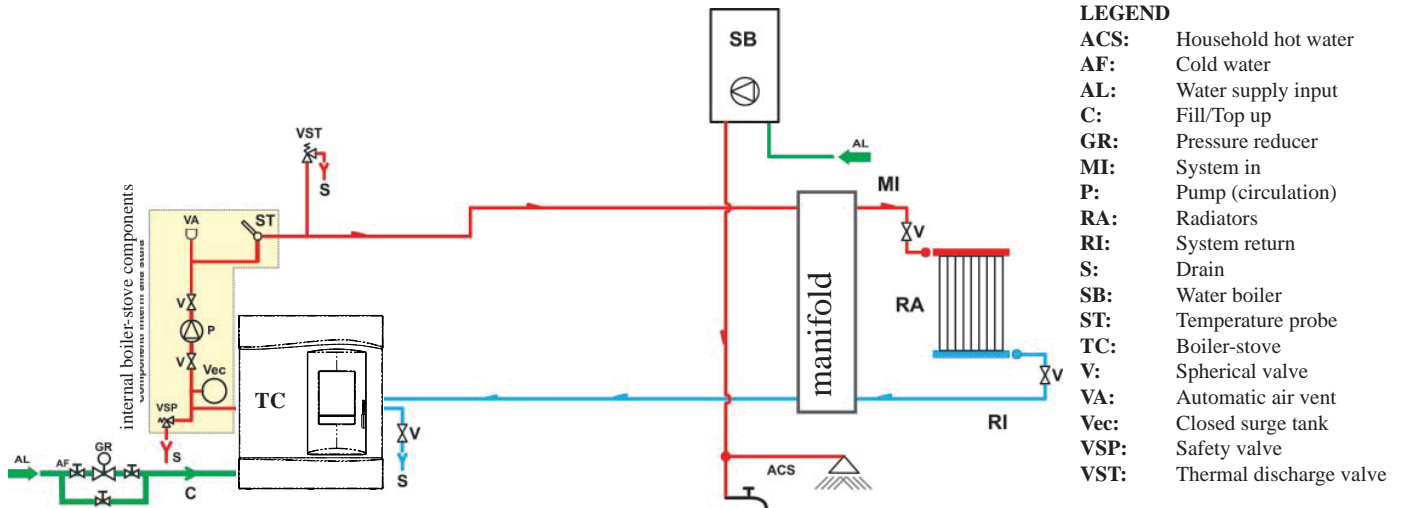 SB
VST
S
AL
MI
VA
ST
V
V
P
RA
V
Vec
manifold
V
internal boiler-stove components
TC
VSP
RI
V
GR
S
AL
AF
C
S
ACS
LEGEND
ACS: Household hot water
AF: Cold water
AL: Water supply input
C: Fill/Top up
GR: Pressure reducer
MI: System in
P: Pump (circulation)
RA: Radiators
RI: System return
S: Drain
SB: Water boiler
ST: Temperature probe
TC: Boiler-stove
V: Spherical valve
VA: Automatic air vent
Vec: Closed surge tank
VSP: Safety valve
VST: Thermal discharge valve